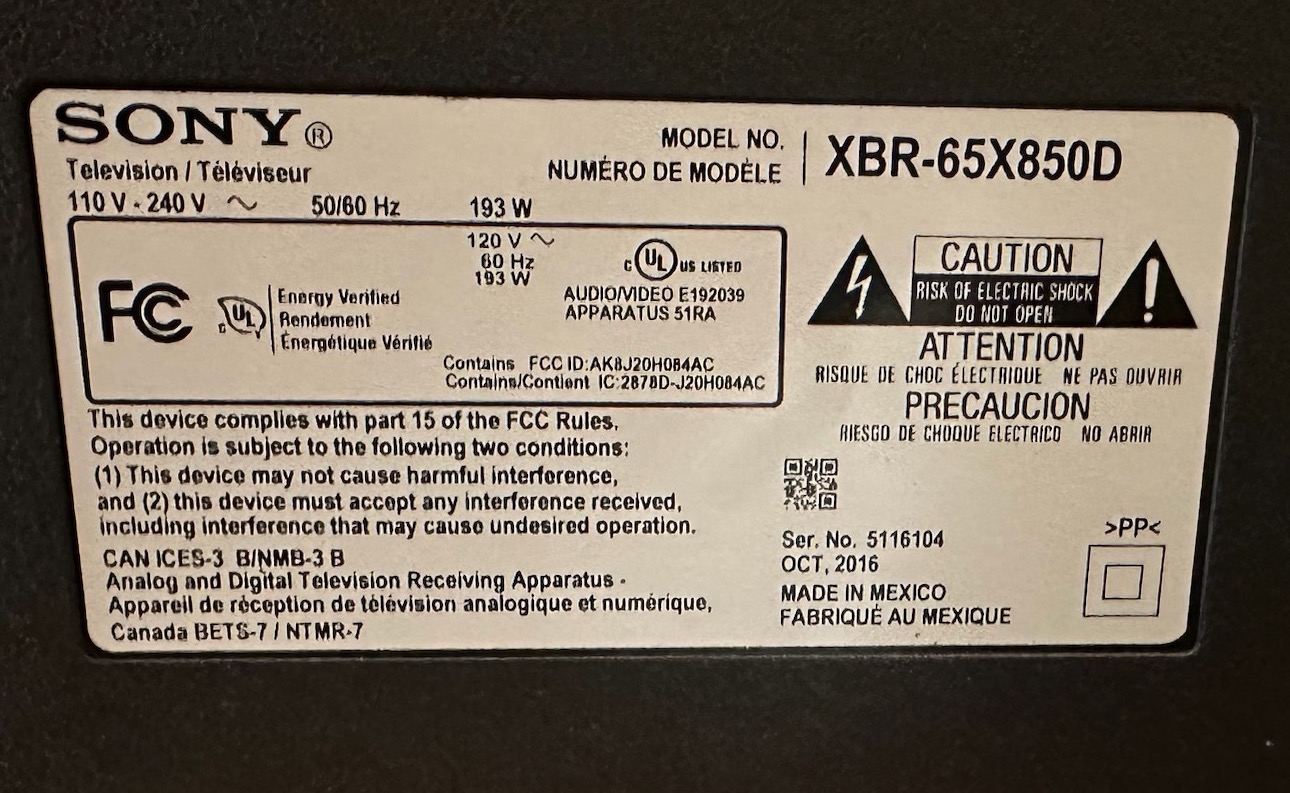 SONY®
Television / Téléviseur
MODEL NO.
NUMÉRO DE MODÈLE
XBR-65X850D
110 V - 240 V ~ 50/60 Hz 193 W
120 V ~
60 Hz
193 W
FC
c UL US LISTED
AUDIO/VIDEO E192039
APPARATUS 51RA
c UL
Energy Verified
Rendement
Énergétique Vérifié
Contains FCC ID:AK8J20H084AC
Contains/Contient IC:2878D-J20H084AC
This device complies with part 15 of the FCC Rules.
Operation is subject to the following two conditions:
(1) This device may not cause harmful interference,
and (2) this device must accept any interference received,
including interference that may cause undesired operation.
CAN ICES-3 B/NMB-3 B
Analog and Digital Television Receiving Apparatus -
Appareil de réception de télévision analogique et numérique,
Canada BETS-7 / NTMR-7
CAUTION
RISK OF ELECTRIC SHOCK
DO NOT OPEN
ATTENTION
RISQUE DE CHOC ÉLECTRIQUE NE PAS OUVRIR
PRECAUCION
RIESGO DE CHOQUE ELECTRICO NO ABRIR
Ser. No. 5116104
OCT, 2016
MADE IN MEXICO
FABRIQUÉ AU MEXIQUE
>PP<